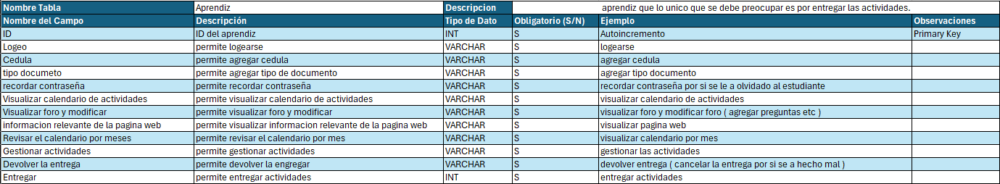 Nombre Tabla Aprendiz Descripcion aprendiz que lo unico que se debe preocupar es por entregar las actividades.
Nombre del Campo Descripción Tipo de Dato Obligatorio (S/N) Ejemplo Observaciones
ID ID del aprendiz INT S Autoincremento Primary Key
Logeo permite logearse VARCHAR S logearse
Cedula permite agregar cedula VARCHAR S agregar cedula
tipo documeto permite agregar tipo de documento VARCHAR S agregar tipo documento
recordar contraseña permite recordar contraseña VARCHAR S recordar contraseña por si se le a olvidado al estudiante
Visualizar calendario de actividades permite visualizar calendario de actividades VARCHAR S visualizar calendario de actividades
Visualizar foro y modificar permite visualizar foro y modificar VARCHAR S visualizar foro y modificar foro ( agregar preguntas etc )
informacion relevante de la pagina web permite visualizar informacion relevante de la pagina web VARCHAR S visualizar pagina web
Revisar el calendario por meses permite revisar el calendario por mes VARCHAR S visualizar calendario por mes
Gestionar actividades permite gestionar actividades VARCHAR S gestionar las actividades
Devolver la entrega permite devolver la engregar VARCHAR S devolver entrega ( cancelar la entrega por si se a hecho mal )
Entregar permite entregar actividades INT S entregar actividades